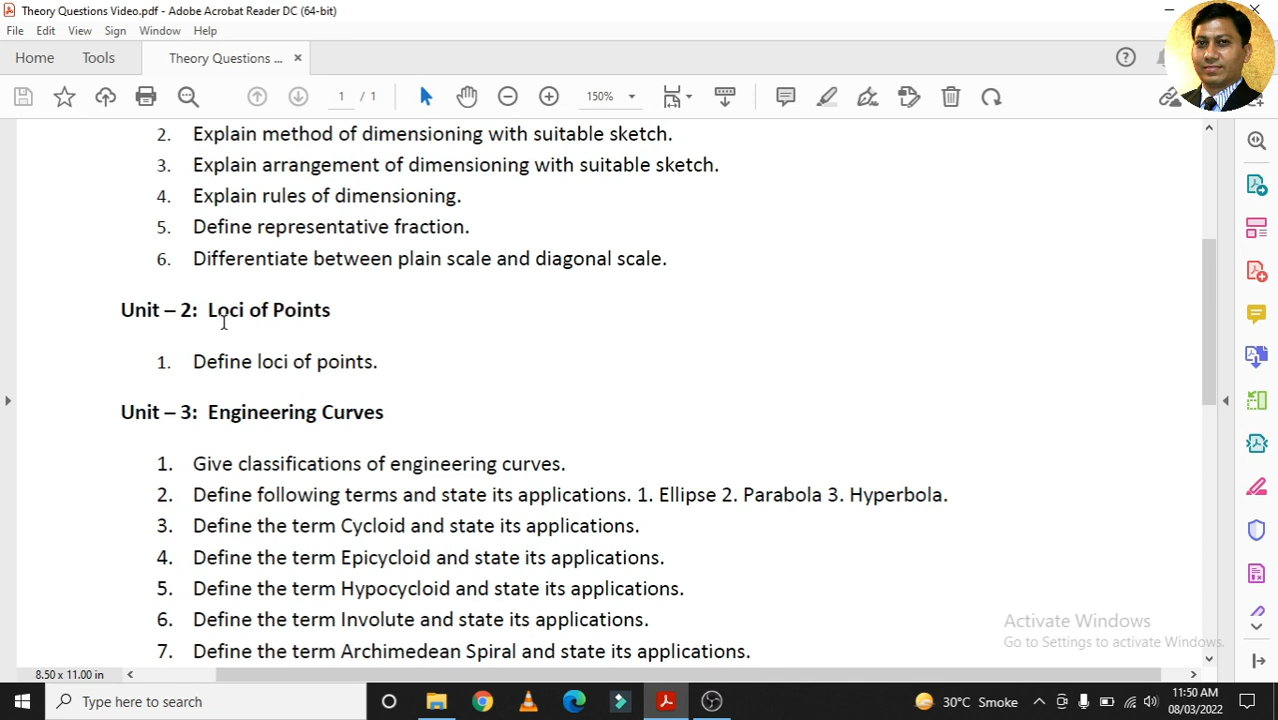 Theory Questions Video.pdf - Adobe Acrobat Reader DC (64-bit)
File Edit View Sign Window Help
Home Tools Theory Questions ... ×
1 / 1 150%
2. Explain method of dimensioning with suitable sketch.
3. Explain arrangement of dimensioning with suitable sketch.
4. Explain rules of dimensioning.
5. Define representative fraction.
6. Differentiate between plain scale and diagonal scale.
Unit – 2: Loci of Points
1. Define loci of points.
Unit – 3: Engineering Curves
1. Give classifications of engineering curves.
2. Define following terms and state its applications. 1. Ellipse 2. Parabola 3. Hyperbola.
3. Define the term Cycloid and state its applications.
4. Define the term Epicycloid and state its applications.
5. Define the term Hypocycloid and state its applications.
6. Define the term Involute and state its applications.
7. Define the term Archimedean Spiral and state its applications.
Activate Windows
Go to Settings to activate Windows.
8.50 x 11.00 in
Type here to search
30°C Smoke
11:50 AM
08/03/2022